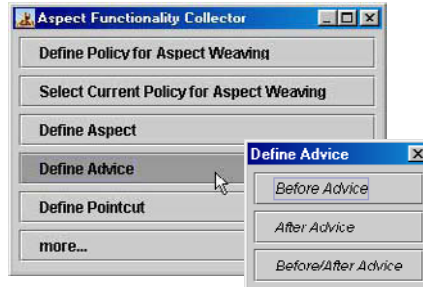 Aspect Functionality Collector
Define Policy for Aspect Weaving
Select Current Policy for Aspect Weaving
Define Aspect
Define Advice
Define Pointcut
more...
Define Advice
Before Advice
After Advice
Before/After Advice